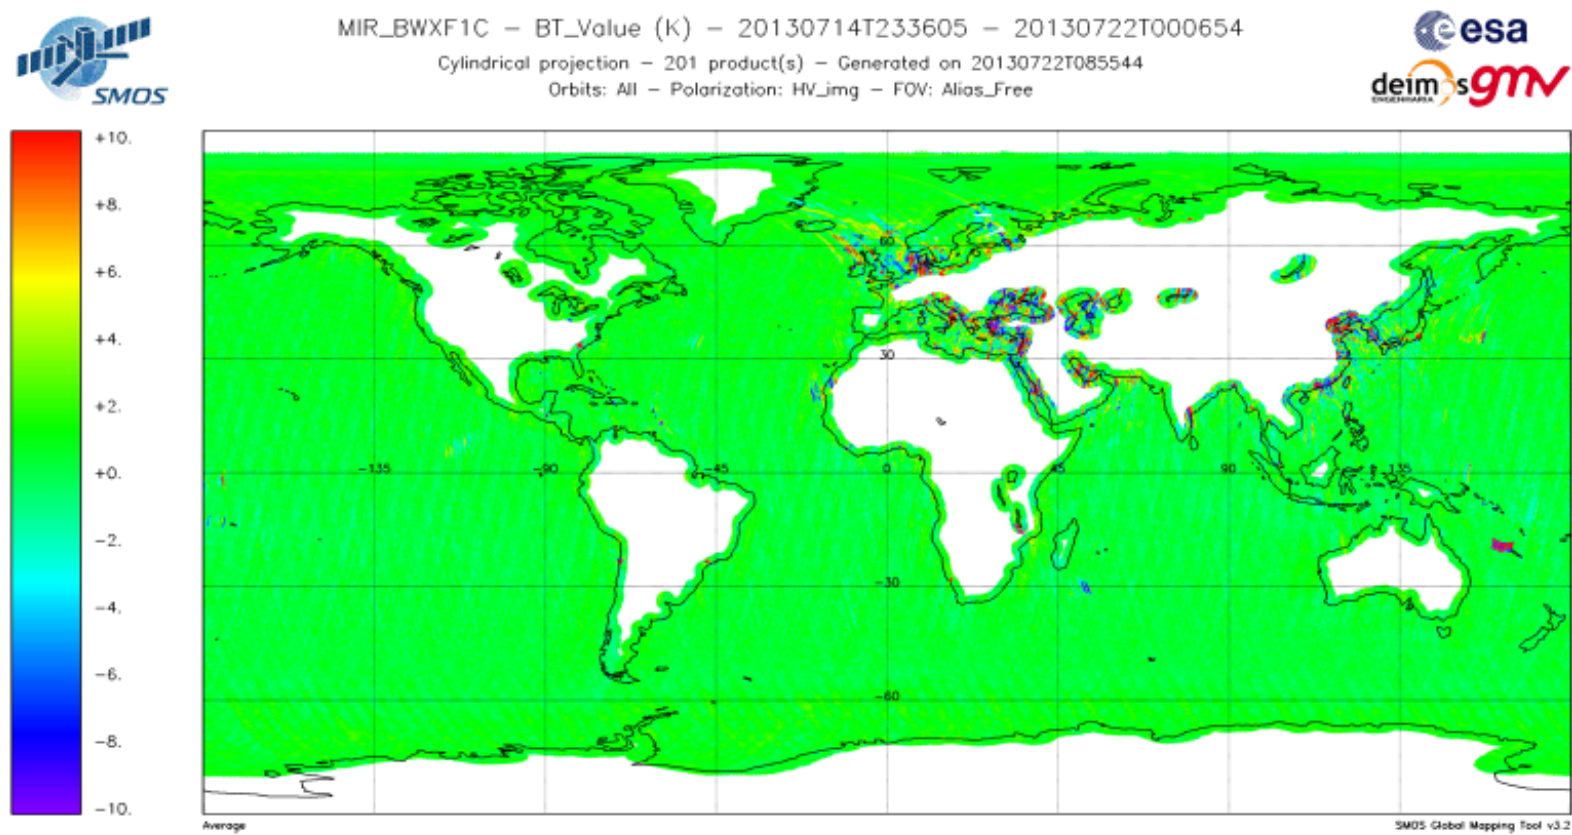 MIR_BWXF1C – BT_Value (K) – 20130714T233605 – 20130722T000654
Cylindrical projection – 201 product(s) – Generated on 20130722T085544
Orbits: All – Polarization: HV_img – FOV: Alias_Free
SMOS
esa
deimos
ENGENHARIA
gmv
+10.
+8.
+6.
+4.
+2.
+0.
−2.
−4.
−6.
−8.
−10.
60
30
−135
−90
−45
0
45
90
135
−30
−60
Average
SMOS Global Mapping Tool v3.2